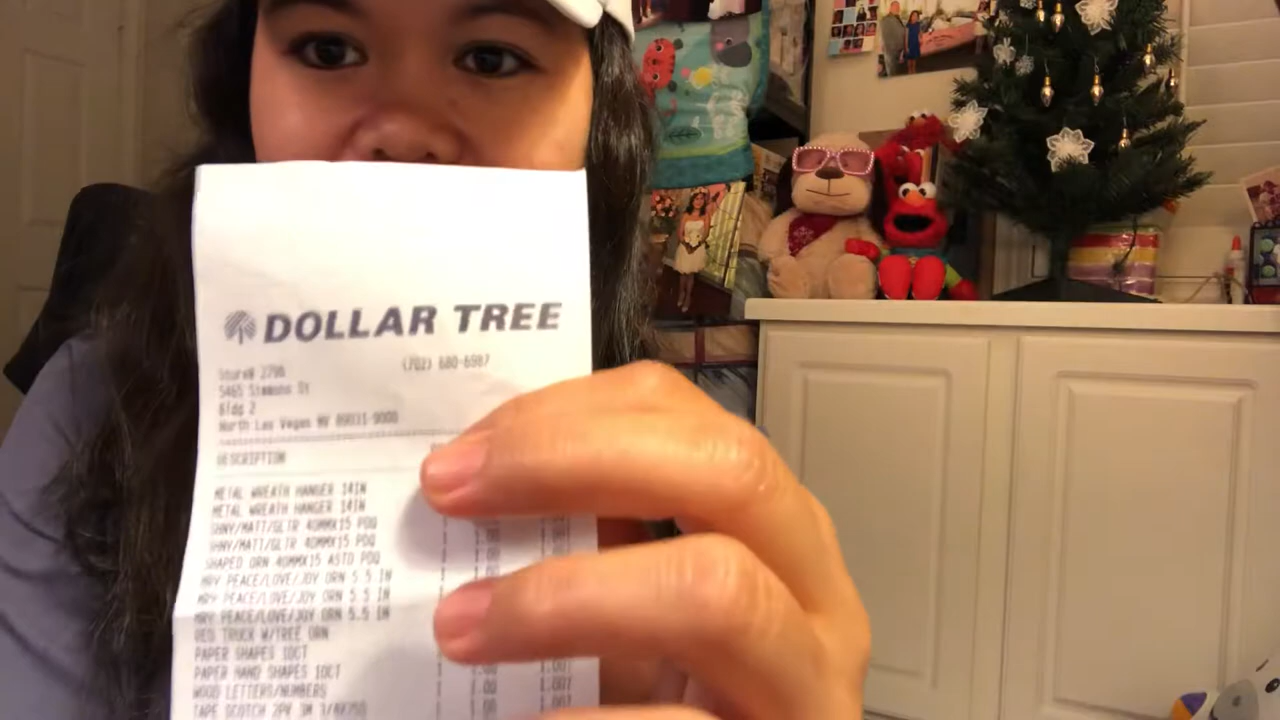 DOLLAR TREE
Store# 2796 (702) 680-6987
5465 Simmons St
Bldg 2
North Las Vegas NV 89031-9000
DESCRIPTION
METAL WREATH HANGER 14IN
METAL WREATH HANGER 14IN
SHNY/MATT/GLTR 40MMX15 PDQ
SHNY/MATT/GLTR 40MMX15 PDQ
SHAPED ORN 40MMX15 ASTD PDQ
MRY PEACE/LOVE/JOY ORN 5.5 IN
MRY PEACE/LOVE/JOY ORN 5.5 IN
MRY PEACE/LOVE/JOY ORN 5.5 IN
RED TRUCK W/TREE ORN
PAPER SHAPES 10CT
PAPER HAND SHAPES 10CT
WOOD LETTERS/NUMBERS
TAPE SCOTCH 2PK 3M